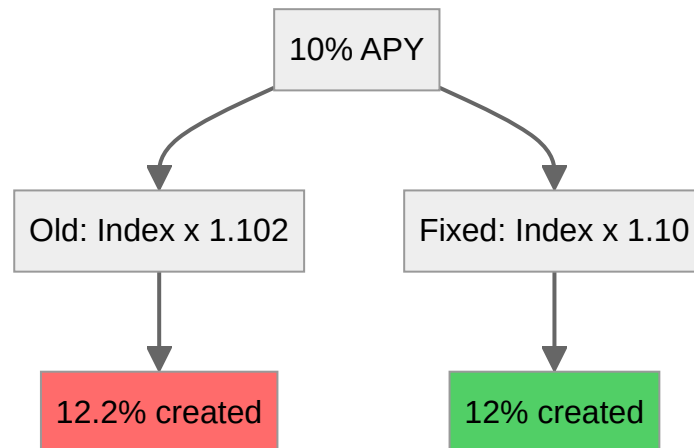 10% APY
Old: Index x 1.102
Fixed: Index x 1.10
12.2% created
12% created